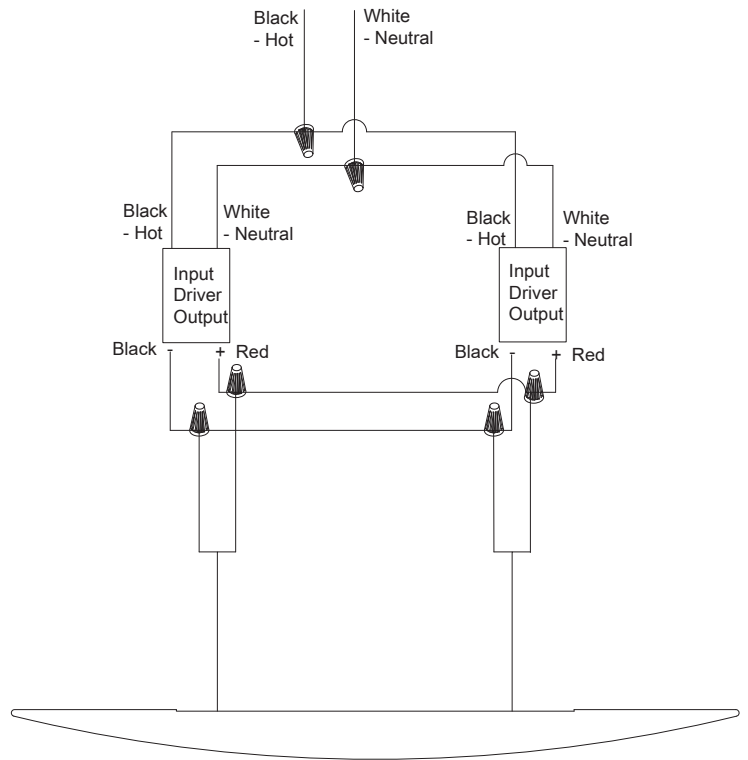 Black
- Hot
White
- Neutral
Black
- Hot
White
- Neutral
Black
- Hot
White
- Neutral
Input
Driver
Output
Input
Driver
Output
Black -
+ Red
Black -
+ Red